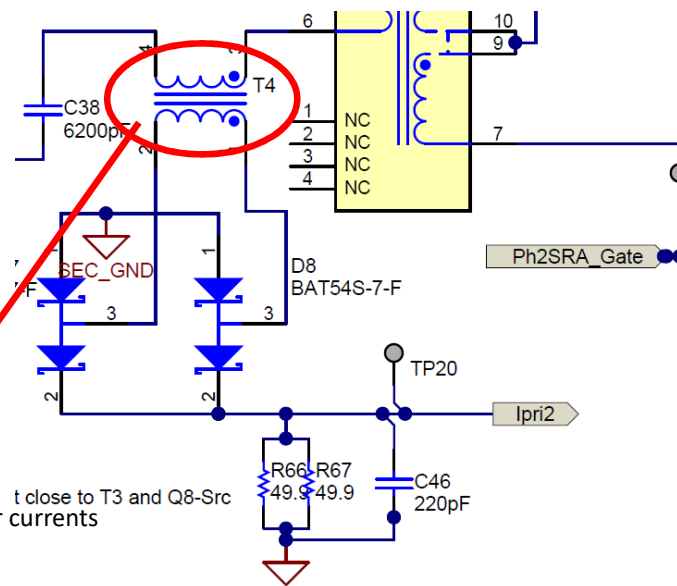 6
10
9
4
3
T4
C38
6200pF
1
NC
2
NC
3
NC
4
NC
7
2
1
SEC_GND
1
D8
BAT54S-7-F
Ph2SRA_Gate
3
3
TP20
2
2
Ipri2
R66
49.9
R67
49.9
C46
220pF
t close to T3 and Q8-Src
r currents